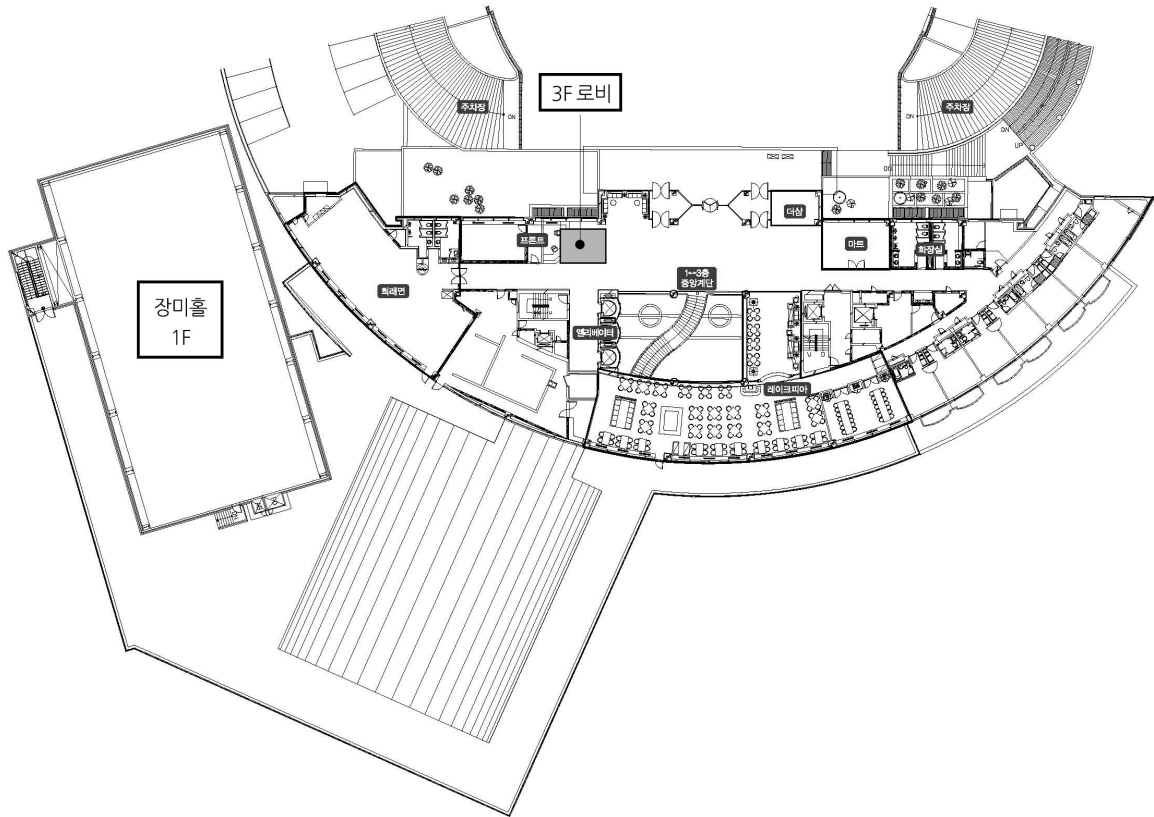 3F 로비
주차장
DN
주차장
DN
DN
UP
DN
더샵
프론트
마트
화장실
1↔3층
중앙계단
희래연
장미홀
1F
엘리베이터
레이크피아